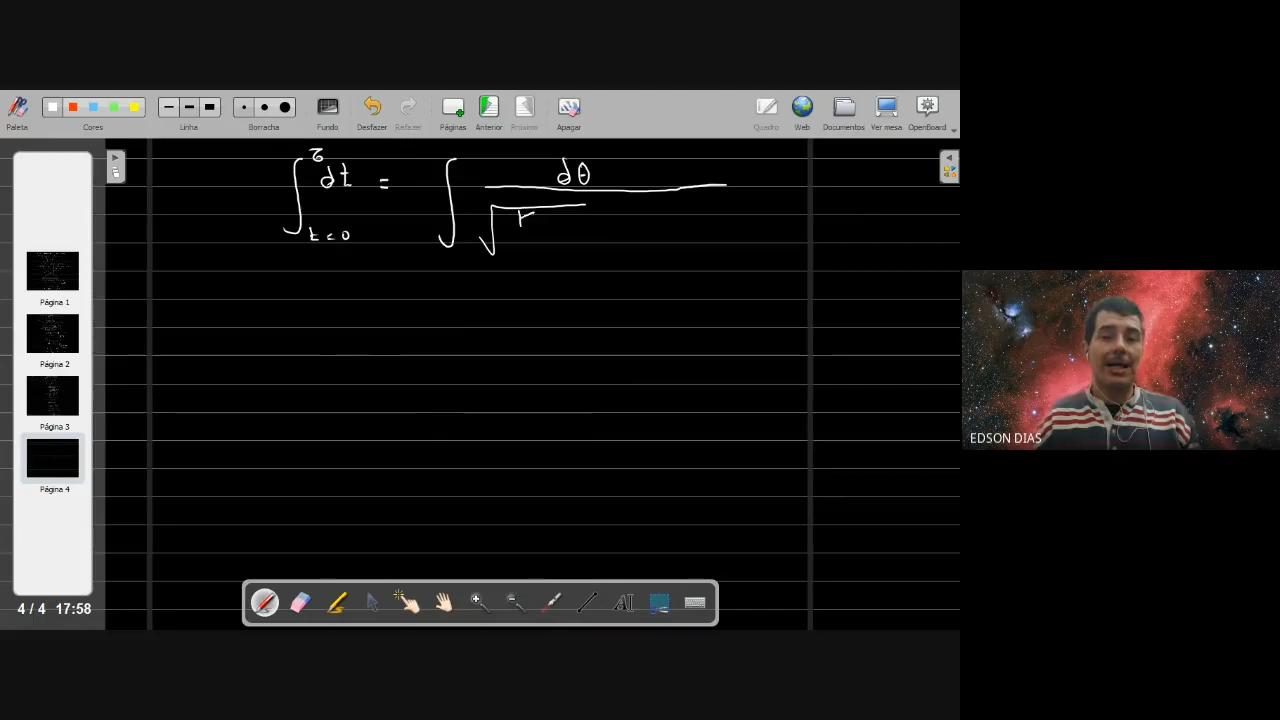 Paleta
Cores
Linha
Borracha
Fundo
Desfazer
Refazer
Páginas
Anterior
Próximo
Apagar
Quadro
Web
Documentos
Ver mesa
OpenBoard
∫ dt = ∫ dθ
t=0
√r
Página 1
Página 2
Página 3
Página 4
4 / 4 17:58
AI
EDSON DIAS